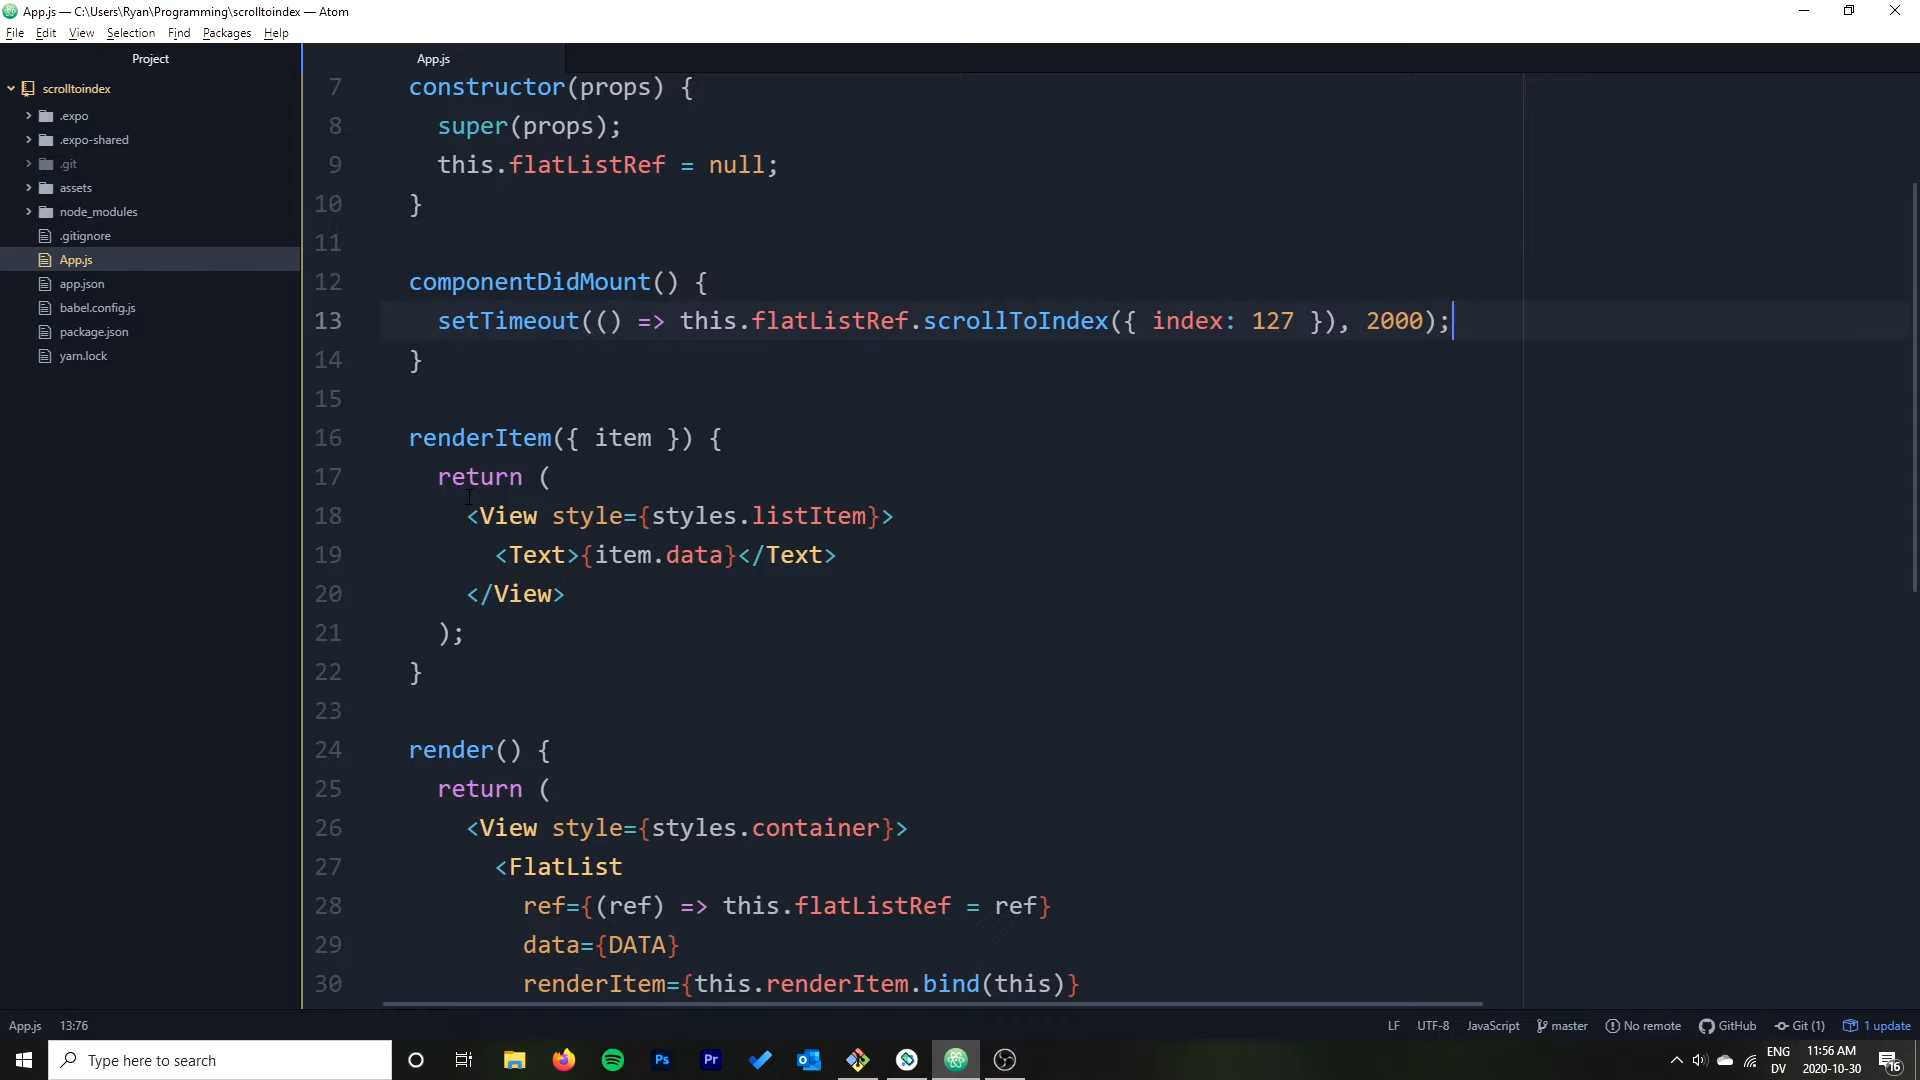 App.js — C:\Users\Ryan\Programming\scrolltoindex — Atom
File Edit View Selection Find Packages Help
Project
scrolltoindex
.expo
.expo-shared
.git
assets
node_modules
.gitignore
App.js
app.json
babel.config.js
package.json
yarn.lock
App.js
7 constructor(props) {
8 super(props);
9 this.flatListRef = null;
10 }
11
12 componentDidMount() {
13 setTimeout(() => this.flatListRef.scrollToIndex({ index: 127 }), 2000);
14 }
15
16 renderItem({ item }) {
17 return (
18 <View style={styles.listItem}>
19 <Text>{item.data}</Text>
20 </View>
21 );
22 }
23
24 render() {
25 return (
26 <View style={styles.container}>
27 <FlatList
28 ref={(ref) => this.flatListRef = ref}
29 data={DATA}
30 renderItem={this.renderItem.bind(this)}
App.js 13:76 LF UTF-8 JavaScript master No remote GitHub Git (1) 1 update
Type here to search
Ps
Pr
ENG
DV
11:56 AM
2020-10-30
16